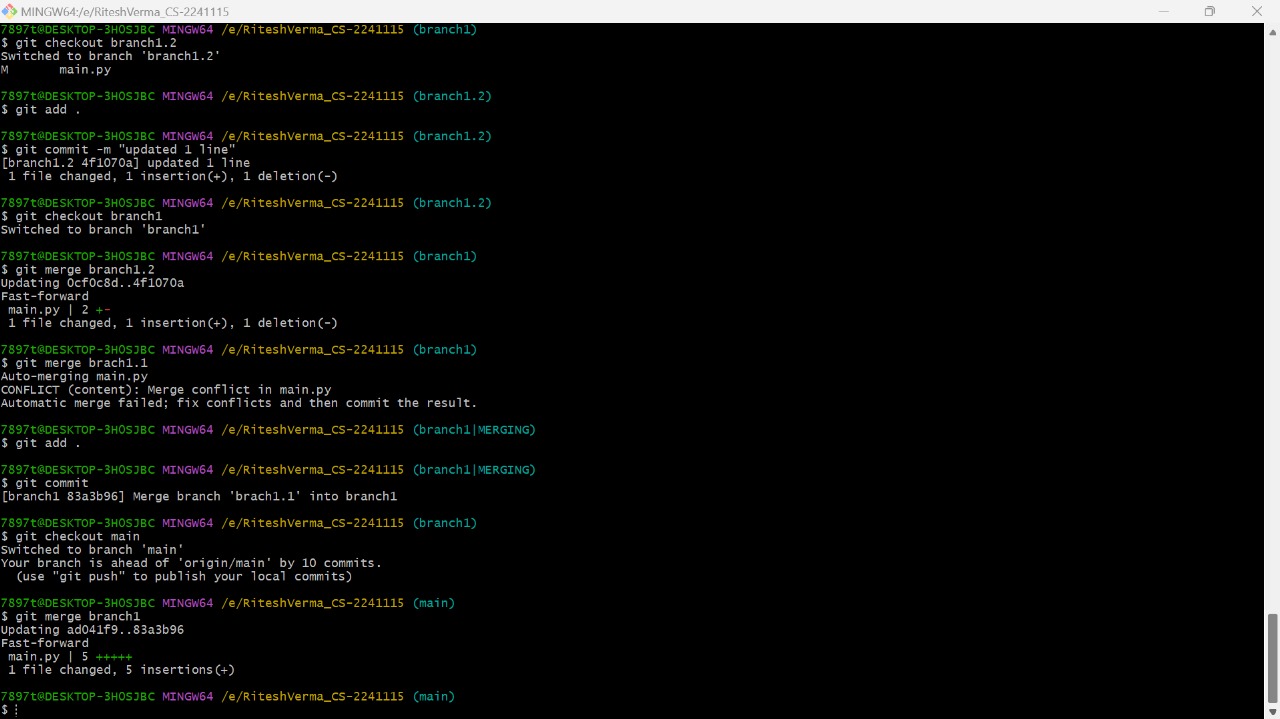 MINGW64:/e/RiteshVerma_CS-2241115
7897t@DESKTOP-3HOSJBC MINGW64 /e/RiteshVerma_CS-2241115 (branch1)
$ git checkout branch1.2
Switched to branch 'branch1.2'
M       main.py

7897t@DESKTOP-3HOSJBC MINGW64 /e/RiteshVerma_CS-2241115 (branch1.2)
$ git add .

7897t@DESKTOP-3HOSJBC MINGW64 /e/RiteshVerma_CS-2241115 (branch1.2)
$ git commit -m "updated 1 line"
[branch1.2 4f1070a] updated 1 line
 1 file changed, 1 insertion(+), 1 deletion(-)

7897t@DESKTOP-3HOSJBC MINGW64 /e/RiteshVerma_CS-2241115 (branch1.2)
$ git checkout branch1
Switched to branch 'branch1'

7897t@DESKTOP-3HOSJBC MINGW64 /e/RiteshVerma_CS-2241115 (branch1)
$ git merge branch1.2
Updating 0cf0c8d..4f1070a
Fast-forward
 main.py | 2 +-
 1 file changed, 1 insertion(+), 1 deletion(-)

7897t@DESKTOP-3HOSJBC MINGW64 /e/RiteshVerma_CS-2241115 (branch1)
$ git merge brach1.1
Auto-merging main.py
CONFLICT (content): Merge conflict in main.py
Automatic merge failed; fix conflicts and then commit the result.

7897t@DESKTOP-3HOSJBC MINGW64 /e/RiteshVerma_CS-2241115 (branch1|MERGING)
$ git add .

7897t@DESKTOP-3HOSJBC MINGW64 /e/RiteshVerma_CS-2241115 (branch1|MERGING)
$ git commit
[branch1 83a3b96] Merge branch 'brach1.1' into branch1

7897t@DESKTOP-3HOSJBC MINGW64 /e/RiteshVerma_CS-2241115 (branch1)
$ git checkout main
Switched to branch 'main'
Your branch is ahead of 'origin/main' by 10 commits.
  (use "git push" to publish your local commits)

7897t@DESKTOP-3HOSJBC MINGW64 /e/RiteshVerma_CS-2241115 (main)
$ git merge branch1
Updating ad041f9..83a3b96
Fast-forward
 main.py | 5 +++++
 1 file changed, 5 insertions(+)

7897t@DESKTOP-3HOSJBC MINGW64 /e/RiteshVerma_CS-2241115 (main)
$